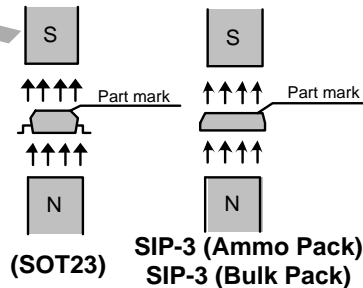 S
S
Part mark
Part mark
N
N
(SOT23)
SIP-3 (Ammo Pack)
SIP-3 (Bulk Pack)